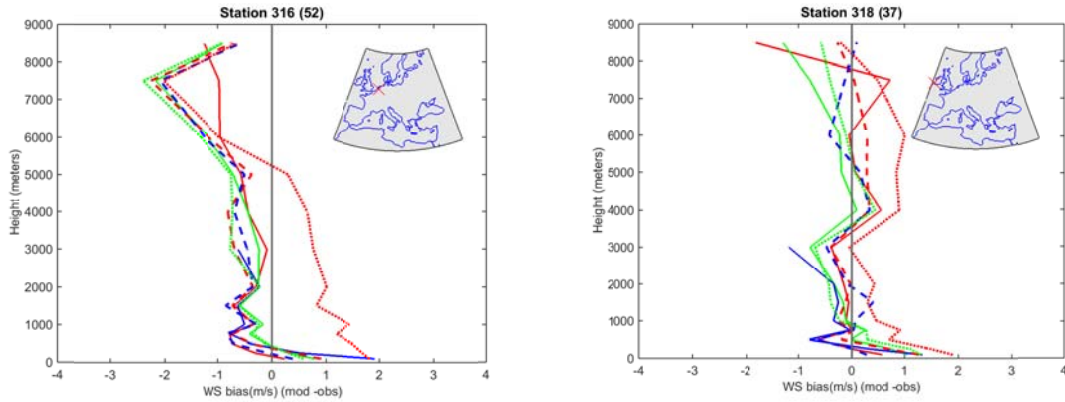 Station 316 (52)
9000
8000
7000
6000
5000
4000
3000
2000
1000
0
Height (meters)
-4 -3 -2 -1 0 1 2 3 4
WS bias(m/s) (mod -obs)
Station 318 (37)
9000
8000
7000
6000
5000
4000
3000
2000
1000
0
Height (meters)
-4 -3 -2 -1 0 1 2 3 4
WS bias(m/s) (mod -obs)